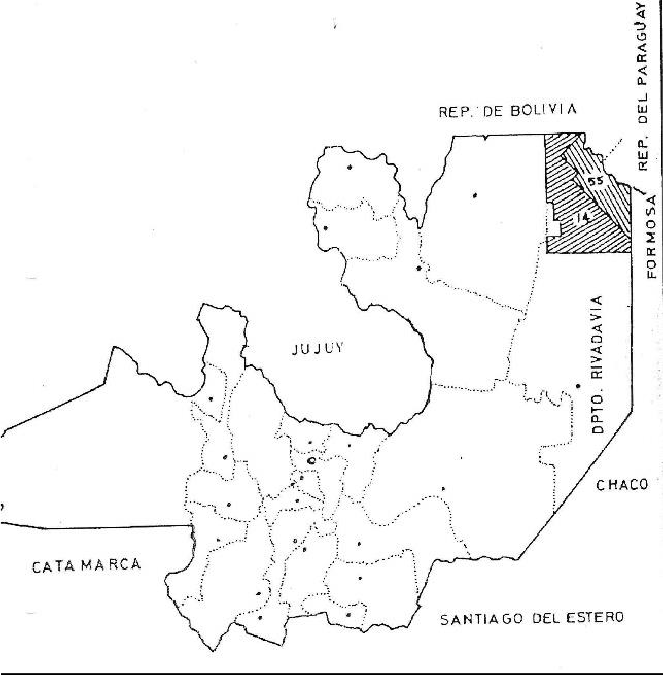 REP. DE BOLIVIA
REP. DEL PARAGUAY
55
14
FORMOSA
JUJUY
DPTO. RIVADAVIA
CHACO
CATAMARCA
SANTIAGO DEL ESTERO